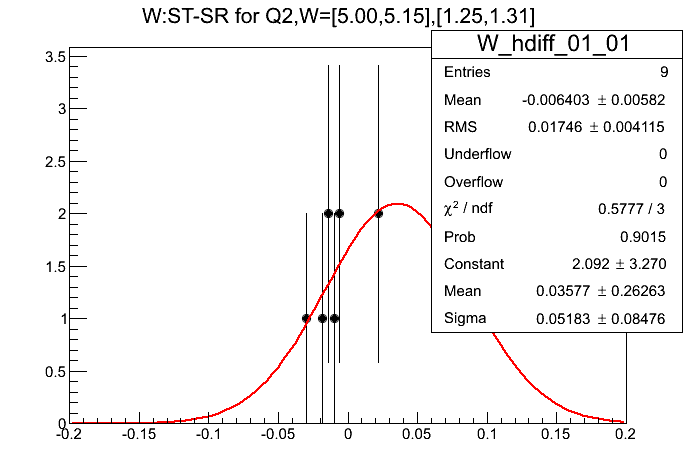 W:ST-SR for Q2,W=[5.00,5.15],[1.25,1.31]
W_hdiff_01_01
Entries 9
Mean -0.006403 ± 0.00582
RMS 0.01746 ± 0.004115
Underflow 0
Overflow 0
χ² / ndf 0.5777 / 3
Prob 0.9015
Constant 2.092 ± 3.270
Mean 0.03577 ± 0.26263
Sigma 0.05183 ± 0.08476
3.5
3
2.5
2
1.5
1
0.5
0
-0.2 -0.15 -0.1 -0.05 0 0.05 0.1 0.15 0.2